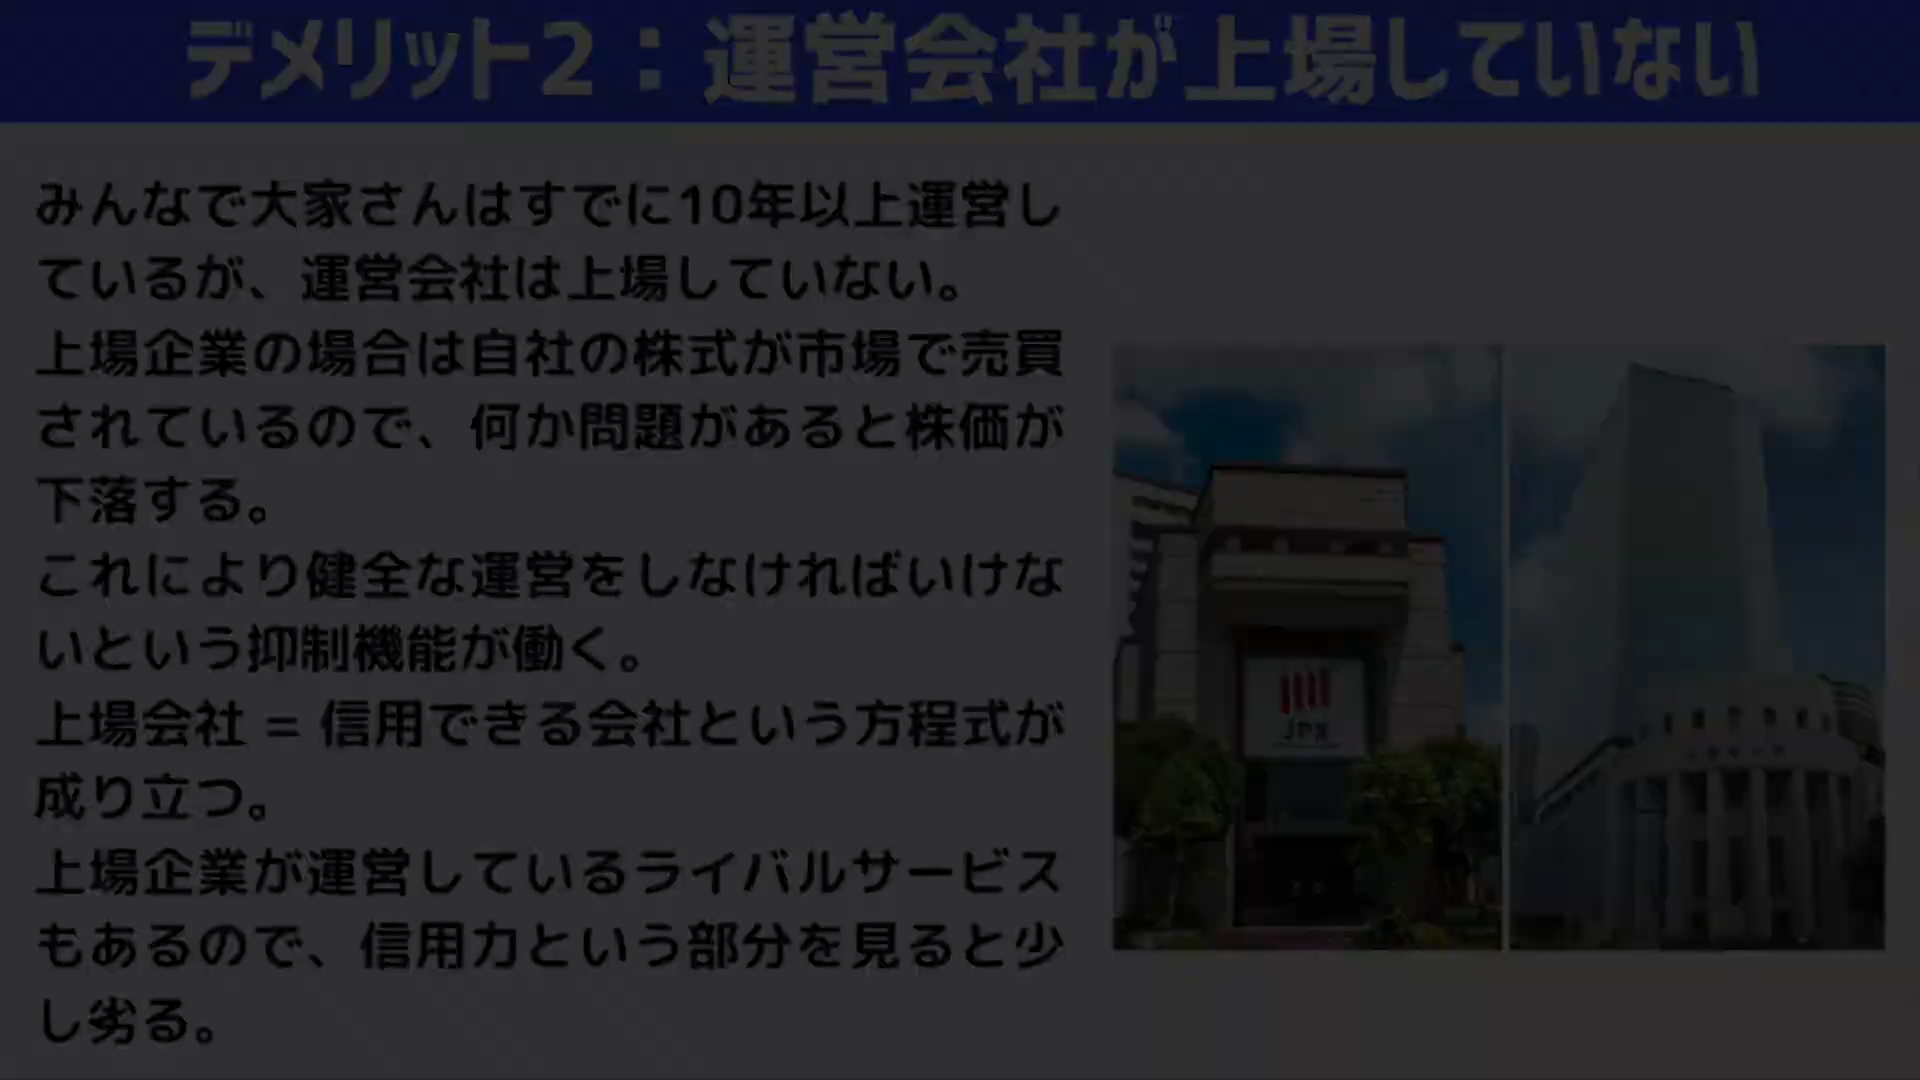 デメリット2：運営会社が上場していない
みんなで大家さんはすでに10年以上運営し
ているが、運営会社は上場していない。
上場企業の場合は自社の株式が市場で売買
されているので、何か問題があると株価が
下落する。
これにより健全な運営をしなければいけな
いという抑制機能が働く。
上場会社 = 信用できる会社という方程式が
成り立つ。
上場企業が運営しているライバルサービス
もあるので、信用力という部分を見ると少
し劣る。
JPX